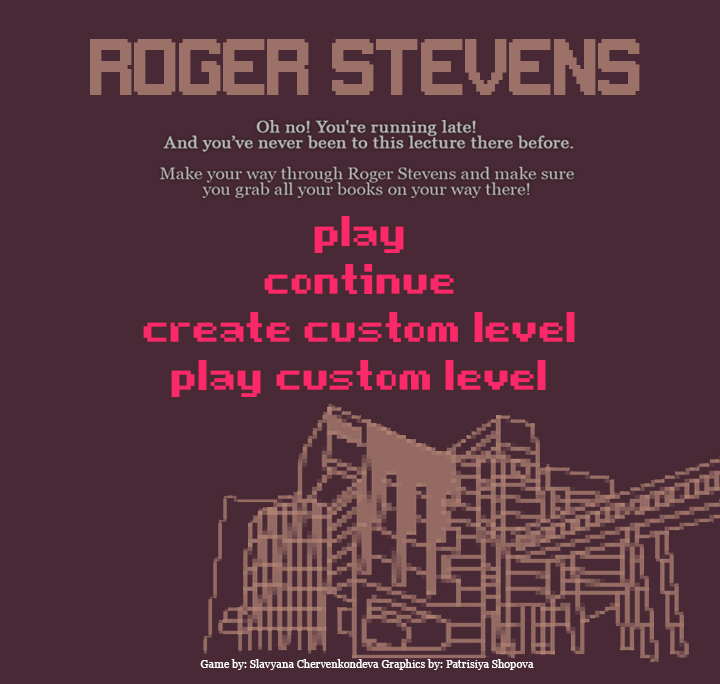 ROGER STEVENS
Oh no! You're running late!
And you’ve never been to this lecture there before.
Make your way through Roger Stevens and make sure
you grab all your books on your way there!
play
continue
create custom level
play custom level
Game by: Slavyana Chervenkondeva Graphics by: Patrisiya Shopova